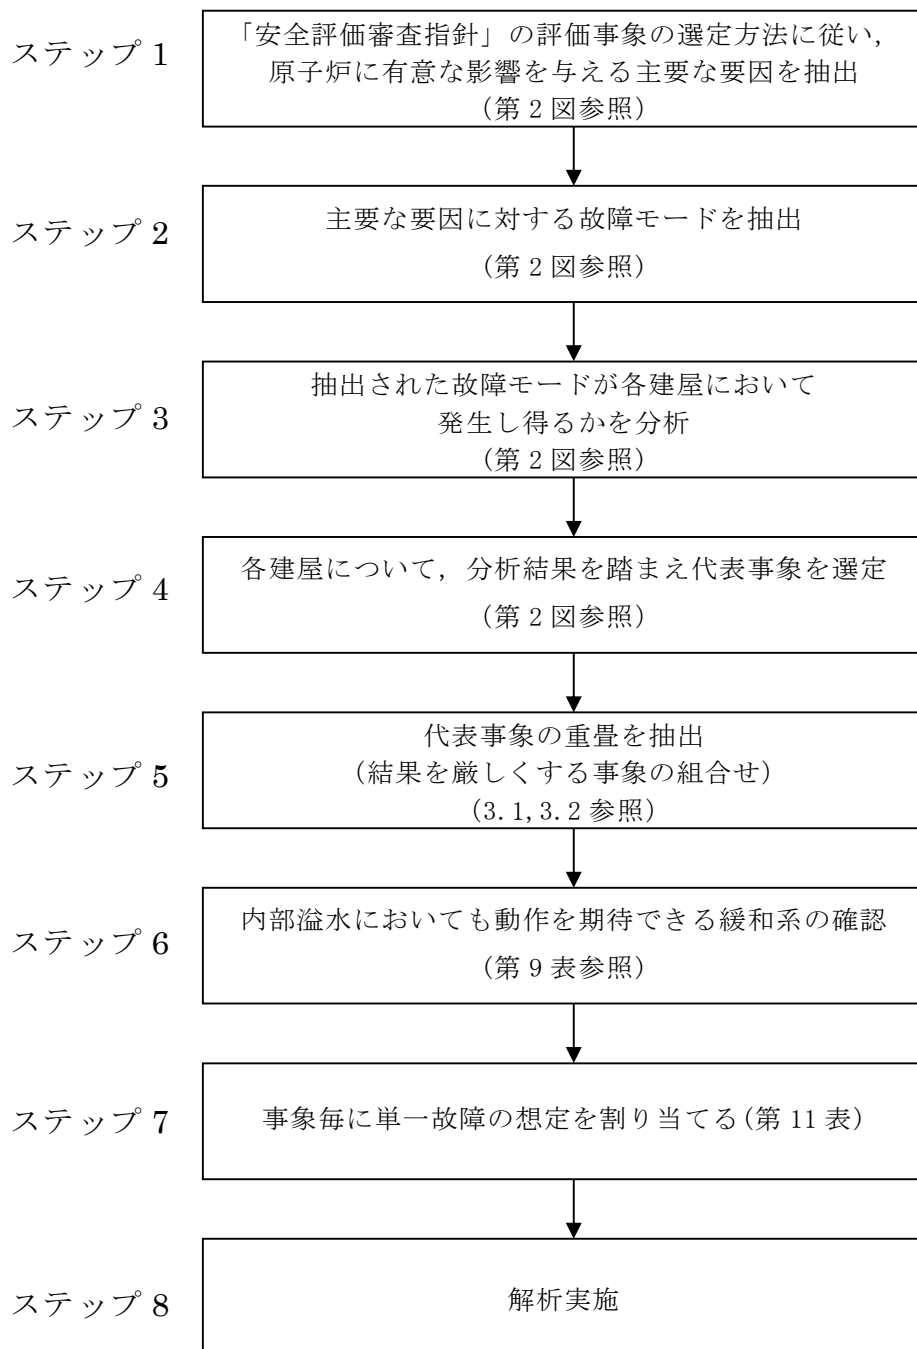 ステップ 1
「安全評価審査指針」の評価事象の選定方法に従い,
原子炉に有意な影響を与える主要な要因を抽出
(第 2 図参照)
ステップ 2
主要な要因に対する故障モードを抽出
(第 2 図参照)
ステップ 3
抽出された故障モードが各建屋において
発生し得るかを分析
(第 2 図参照)
ステップ 4
各建屋について, 分析結果を踏まえ代表事象を選定
(第 2 図参照)
ステップ 5
代表事象の重畳を抽出
(結果を厳しくする事象の組合せ)
(3.1,3.2 参照)
ステップ 6
内部溢水においても動作を期待できる緩和系の確認
(第 9 表参照)
ステップ 7
事象毎に単一故障の想定を割り当てる(第 11 表)
ステップ 8
解析実施